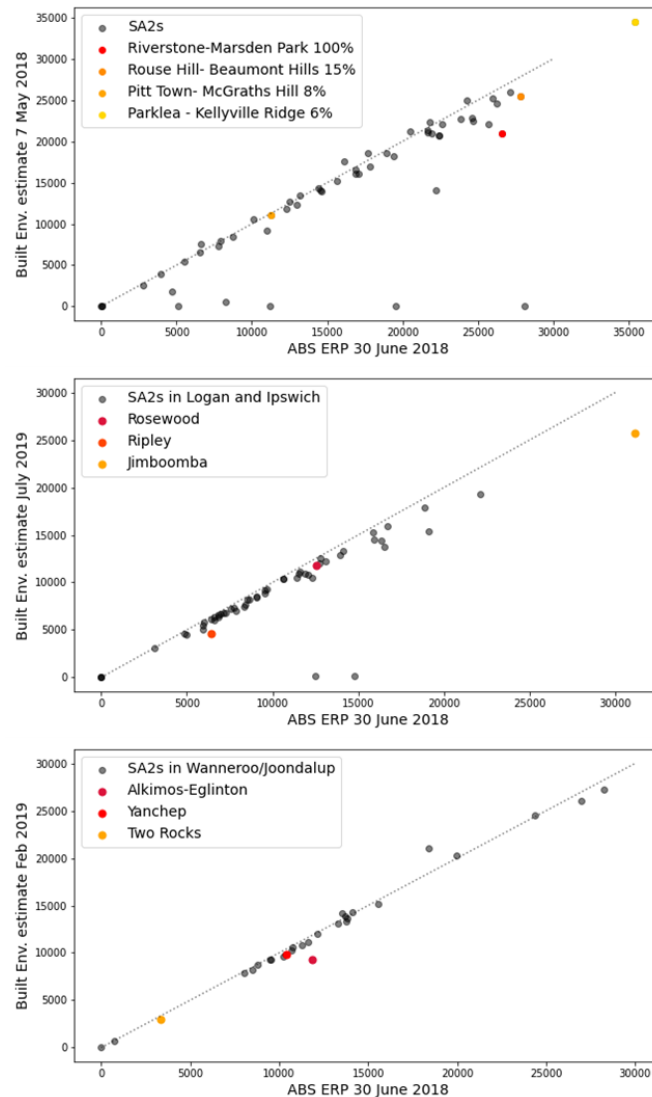 SA2s
Riverstone-Marsden Park 100%
Rouse Hill- Beaumont Hills 15%
Pitt Town- McGraths Hill 8%
Parklea - Kellyville Ridge 6%
Built Env. estimate 7 May 2018
35000
30000
25000
20000
15000
10000
5000
0
0 5000 10000 15000 20000 25000 30000 35000
ABS ERP 30 June 2018
SA2s in Logan and Ipswich
Rosewood
Ripley
Jimboomba
Built Env. estimate July 2019
30000
25000
20000
15000
10000
5000
0
0 5000 10000 15000 20000 25000 30000
ABS ERP 30 June 2018
SA2s in Wanneroo/Joondalup
Alkimos-Eglinton
Yanchep
Two Rocks
Built Env. estimate Feb 2019
30000
25000
20000
15000
10000
5000
0
0 5000 10000 15000 20000 25000 30000
ABS ERP 30 June 2018